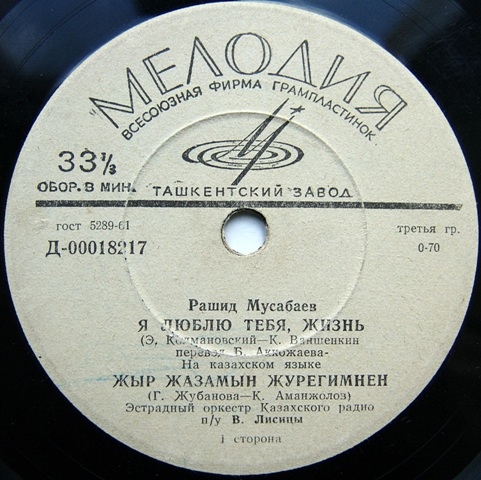 "МЕЛОДИЯ
ВСЕСОЮЗНАЯ ФИРМА ГРАМПЛАСТИНОК
33⅓
ОБОР. В МИН.
ТАШКЕНТСКИЙ ЗАВОД
гост 5289-61
третья гр.
Д-00018217
0-70
Рашид Мусабаев
Я ЛЮБЛЮ ТЕБЯ, ЖИЗНЬ
(Э. Колмановский—К. Ваншенкин
перевод Б. Аккожаева-
На казахском языке
ЖЫР ЖАЗАМЫН ЖУРЕГИМНЕН
(Г. Жубанова—К. Аманжолоз)
Эстрадный оркестр Казахского радио
п/у В. Лисицы
1 сторона